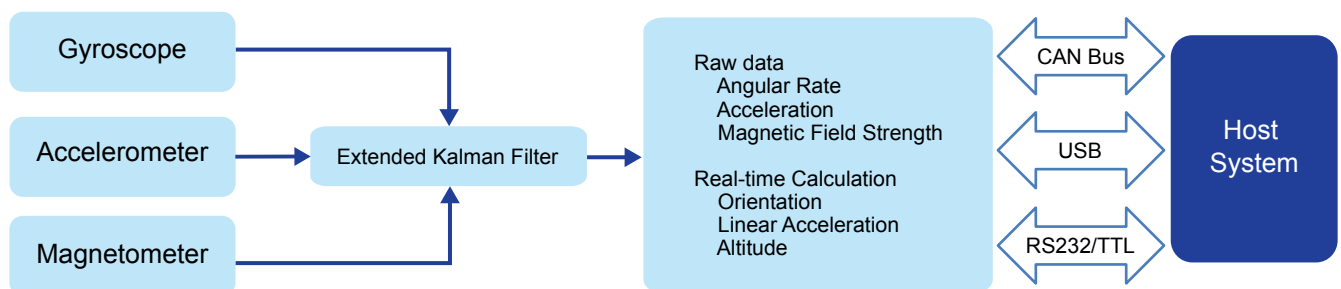 Gyroscope
Accelerometer
Magnetometer
Extended Kalman Filter
Raw data
Angular Rate
Acceleration
Magnetic Field Strength
Real-time Calculation
Orientation
Linear Acceleration
Altitude
CAN Bus
USB
RS232/TTL
Host
System